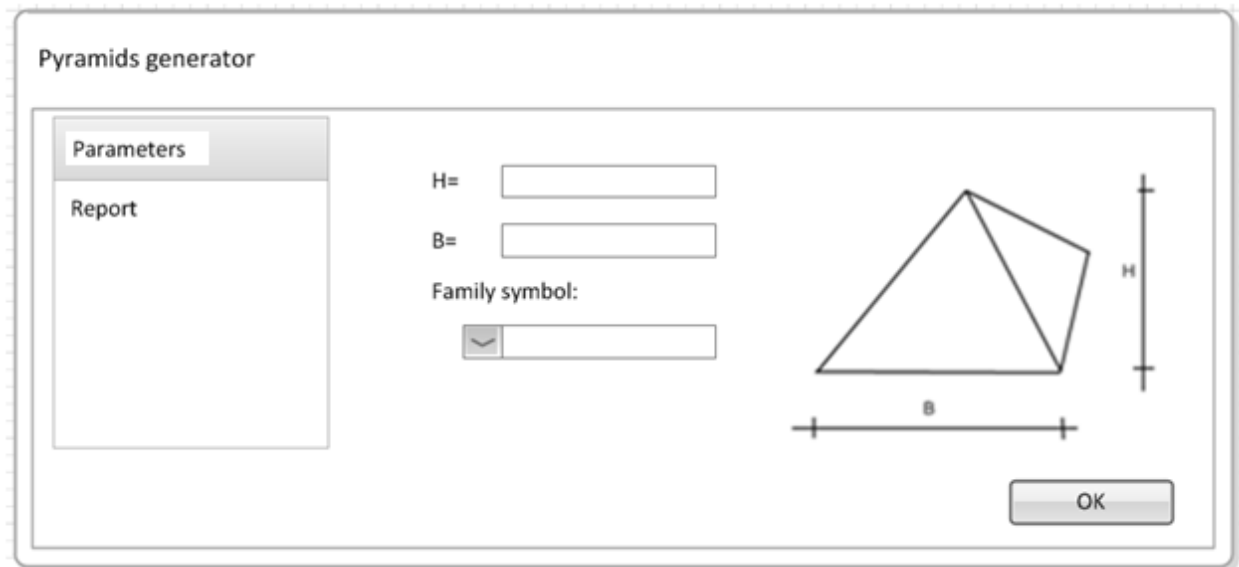 Pyramids generator
Parameters
Report
H=
B=
Family symbol:
H
B
OK